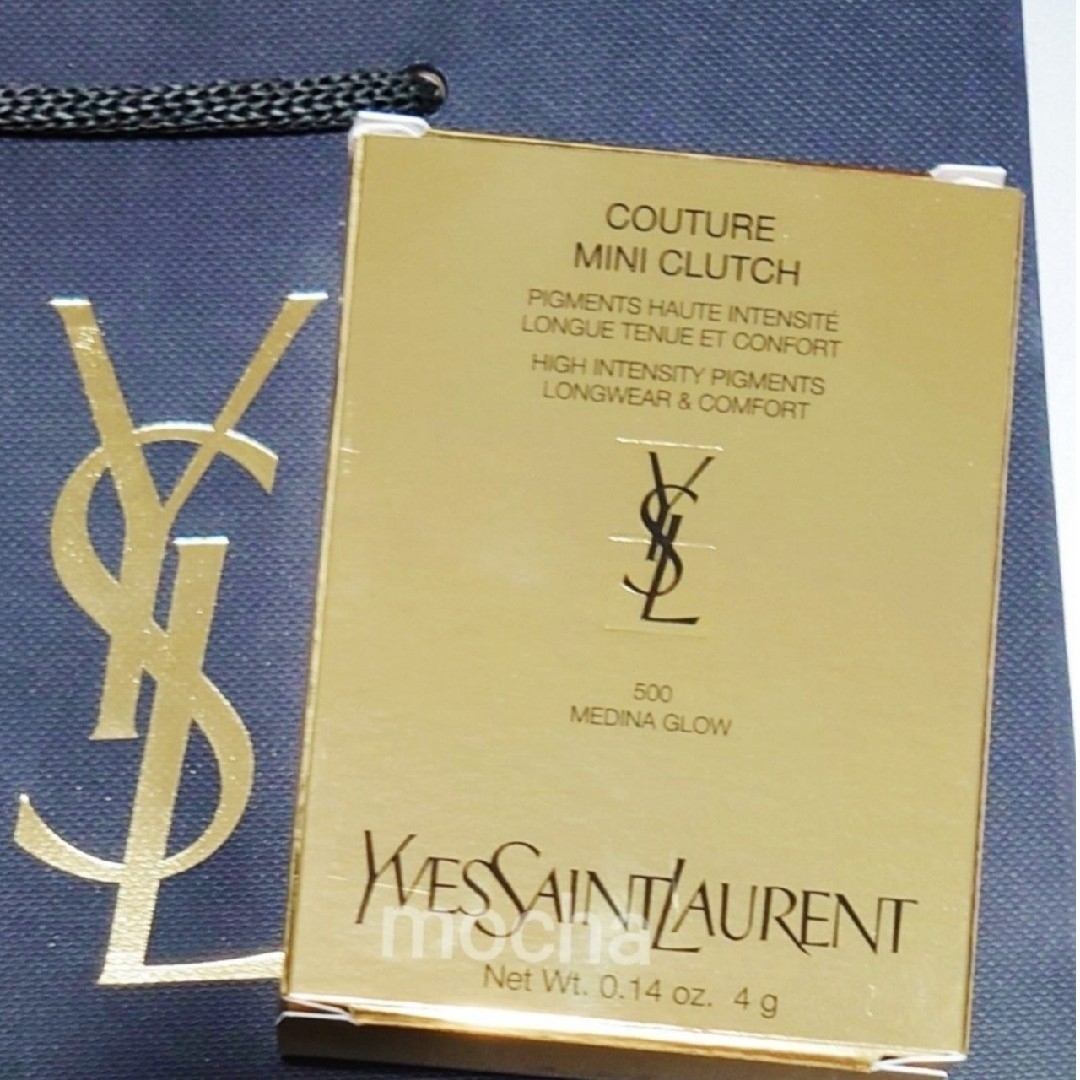 YSL
COUTURE
MINI CLUTCH
PIGMENTS HAUTE INTENSITÉ
LONGUE TENUE ET CONFORT
HIGH INTENSITY PIGMENTS
LONGWEAR & COMFORT
YSL
500
MEDINA GLOW
YVESSAINTLAURENT
mocha
Net Wt. 0.14 oz. 4 g